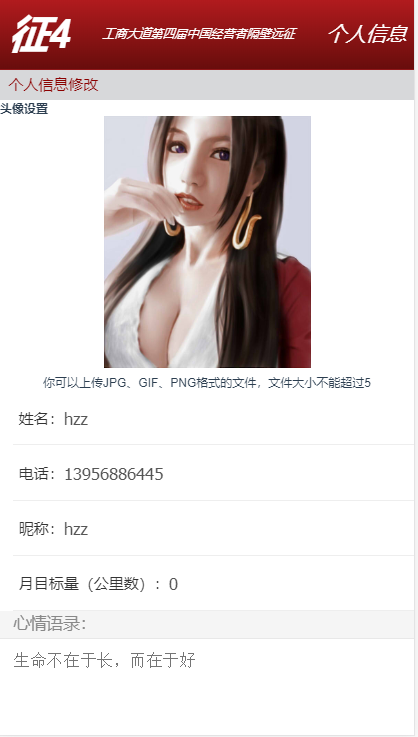 征4
工商大道第四届中国经营者隔壁远征
个人信息
个人信息修改
头像设置
你可以上传JPG、GIF、PNG格式的文件，文件大小不能超过5
姓名：hzz
电话：13956886445
昵称：hzz
月目标量（公里数）：0
心情语录：
生命不在于长，而在于好